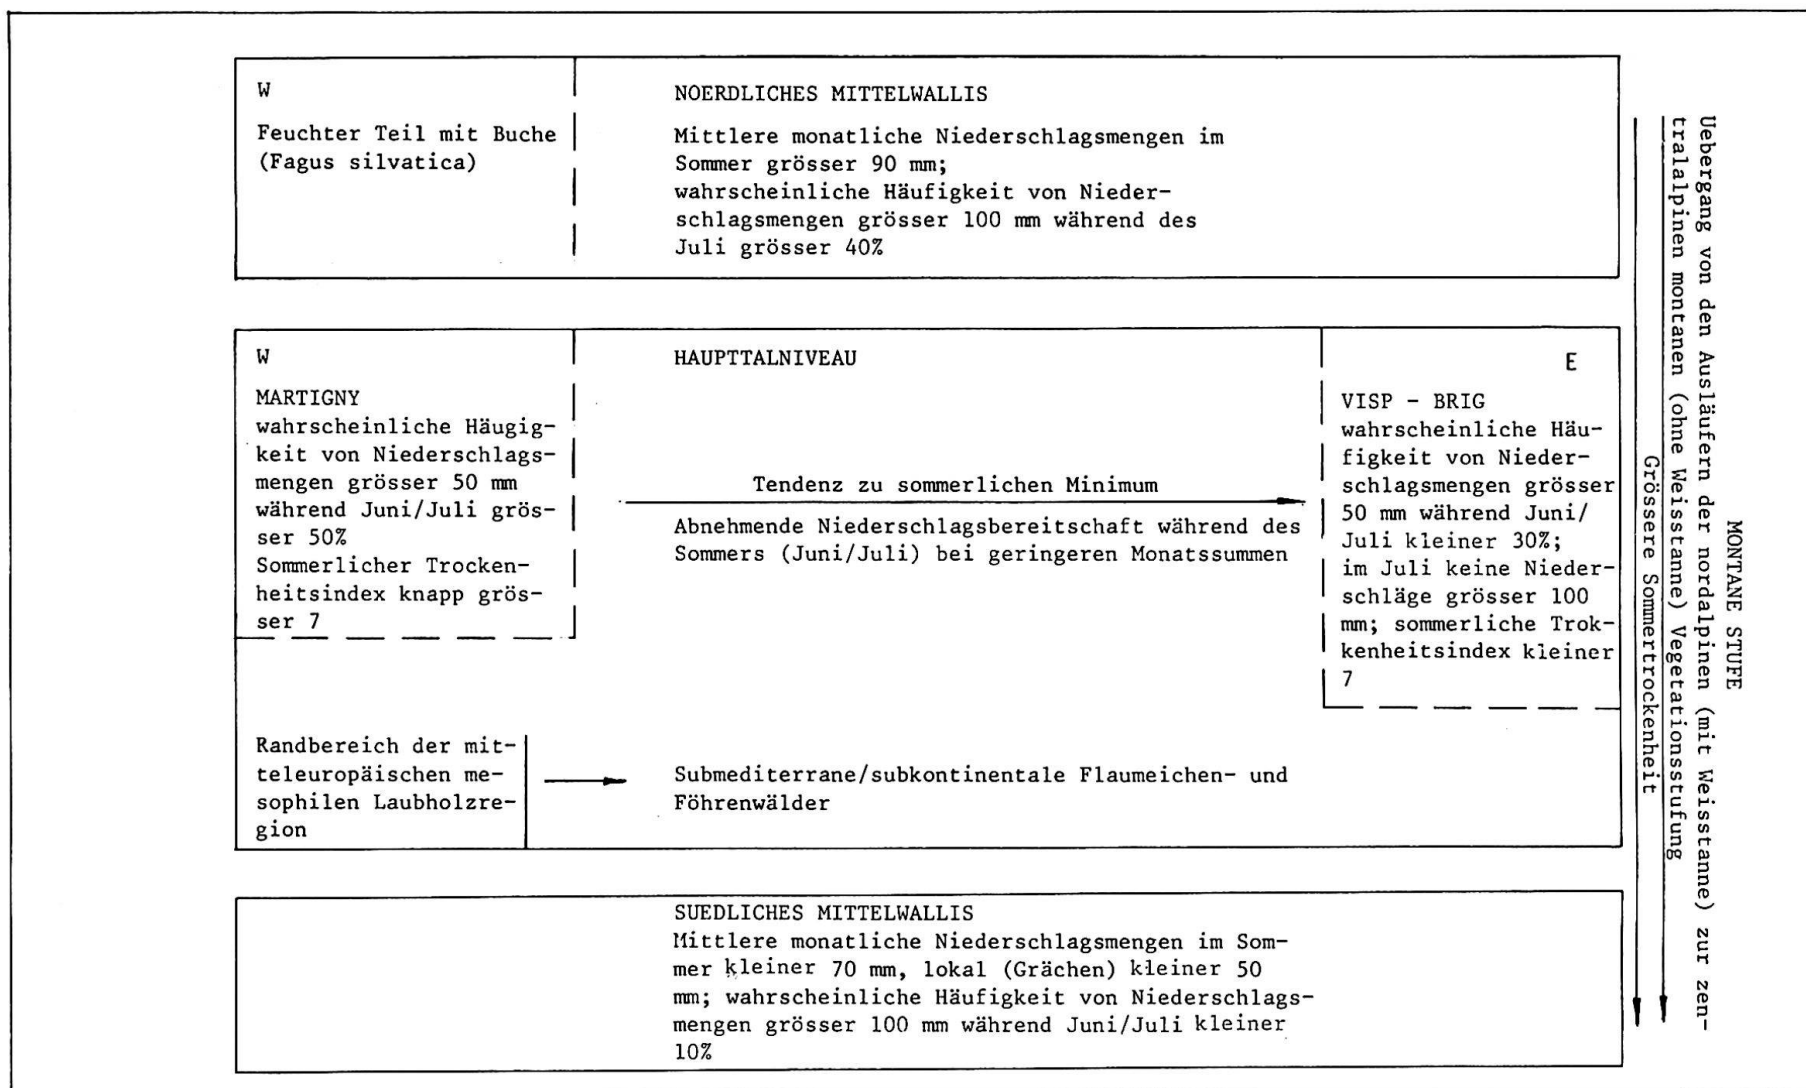 W
Feuchter Teil mit Buche
(Fagus silvatica)
NOERDLICHES MITTELWALLIS
Mittlere monatliche Niederschlagsmengen im
Sommer grösser 90 mm;
wahrscheinliche Häufigkeit von Nieder-
schlagsmengen grösser 100 mm während des
Juli grösser 40%
W
MARTIGNY
wahrscheinliche Häugig-
keit von Niederschlags-
mengen grösser 50 mm
während Juni/Juli grös-
ser 50%
Sommerlicher Trocken-
heitsindex knapp grös-
ser 7
HAUPTTALNIVEAU
Tendenz zu sommerlichen Minimum
Abnehmende Niederschlagsbereitschaft während des
Sommers (Juni/Juli) bei geringeren Monatssummen
E
VISP - BRIG
wahrscheinliche Häu-
figkeit von Nieder-
schlagsmengen grösser
50 mm während Juni/
Juli kleiner 30%;
im Juli keine Nieder-
schläge grösser 100
mm; sommerliche Trok-
kenheitsindex kleiner
7
Randbereich der mit-
teleuropäischen me-
sophilen Laubholzre-
gion
Submediterrane/subkontinentale Flaumeichen- und
Föhrenwälder
SUEDLICHES MITTELWALLIS
Mittlere monatliche Niederschlagsmengen im Som-
mer kleiner 70 mm, lokal (Grächen) kleiner 50
mm; wahrscheinliche Häufigkeit von Niederschlags-
mengen grösser 100 mm während Juni/Juli kleiner
10%
MONTANE STUFE
Uebergang von den Ausläufern der nordalpinen (mit Weisstanne) zur zen-
tralalpinen montanen (ohne Weisstanne) Vegetationsstufung
Grössere Sommertrockenheit